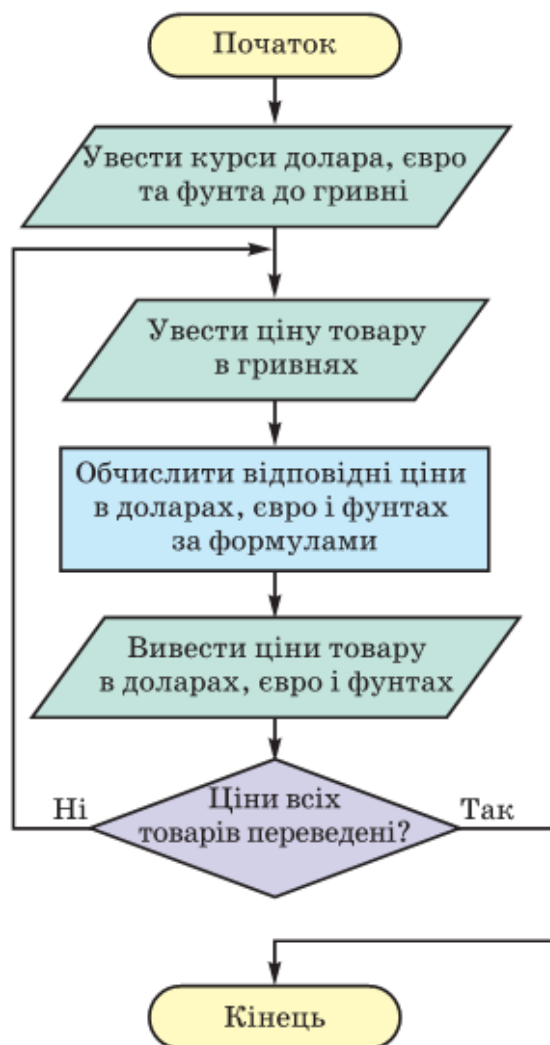 Початок
Увести курси долара, євро
та фунта до гривні
Увести ціну товару
в гривнях
Обчислити відповідні ціни
в доларах, євро і фунтах
за формулами
Вивести ціни товару
в доларах, євро і фунтах
Ціни всіх
товарів переведені?
Ні
Так
Кінець